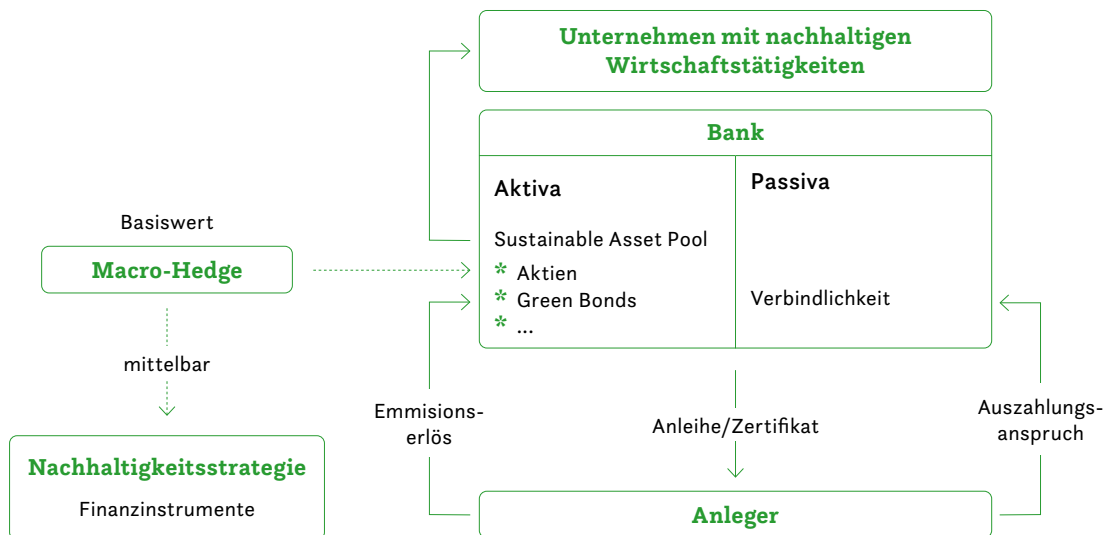 Unternehmen mit nachhaltigen
Wirtschaftstätigkeiten
Bank
Aktiva
Passiva
Basiswert
Macro-Hedge
Sustainable Asset Pool
* Aktien
* Green Bonds
* ...
Verbindlichkeit
mittelbar
Emmisions-
erlös
Anleihe/Zertifikat
Auszahlungs-
anspruch
Nachhaltigkeitsstrategie
Finanzinstrumente
Anleger